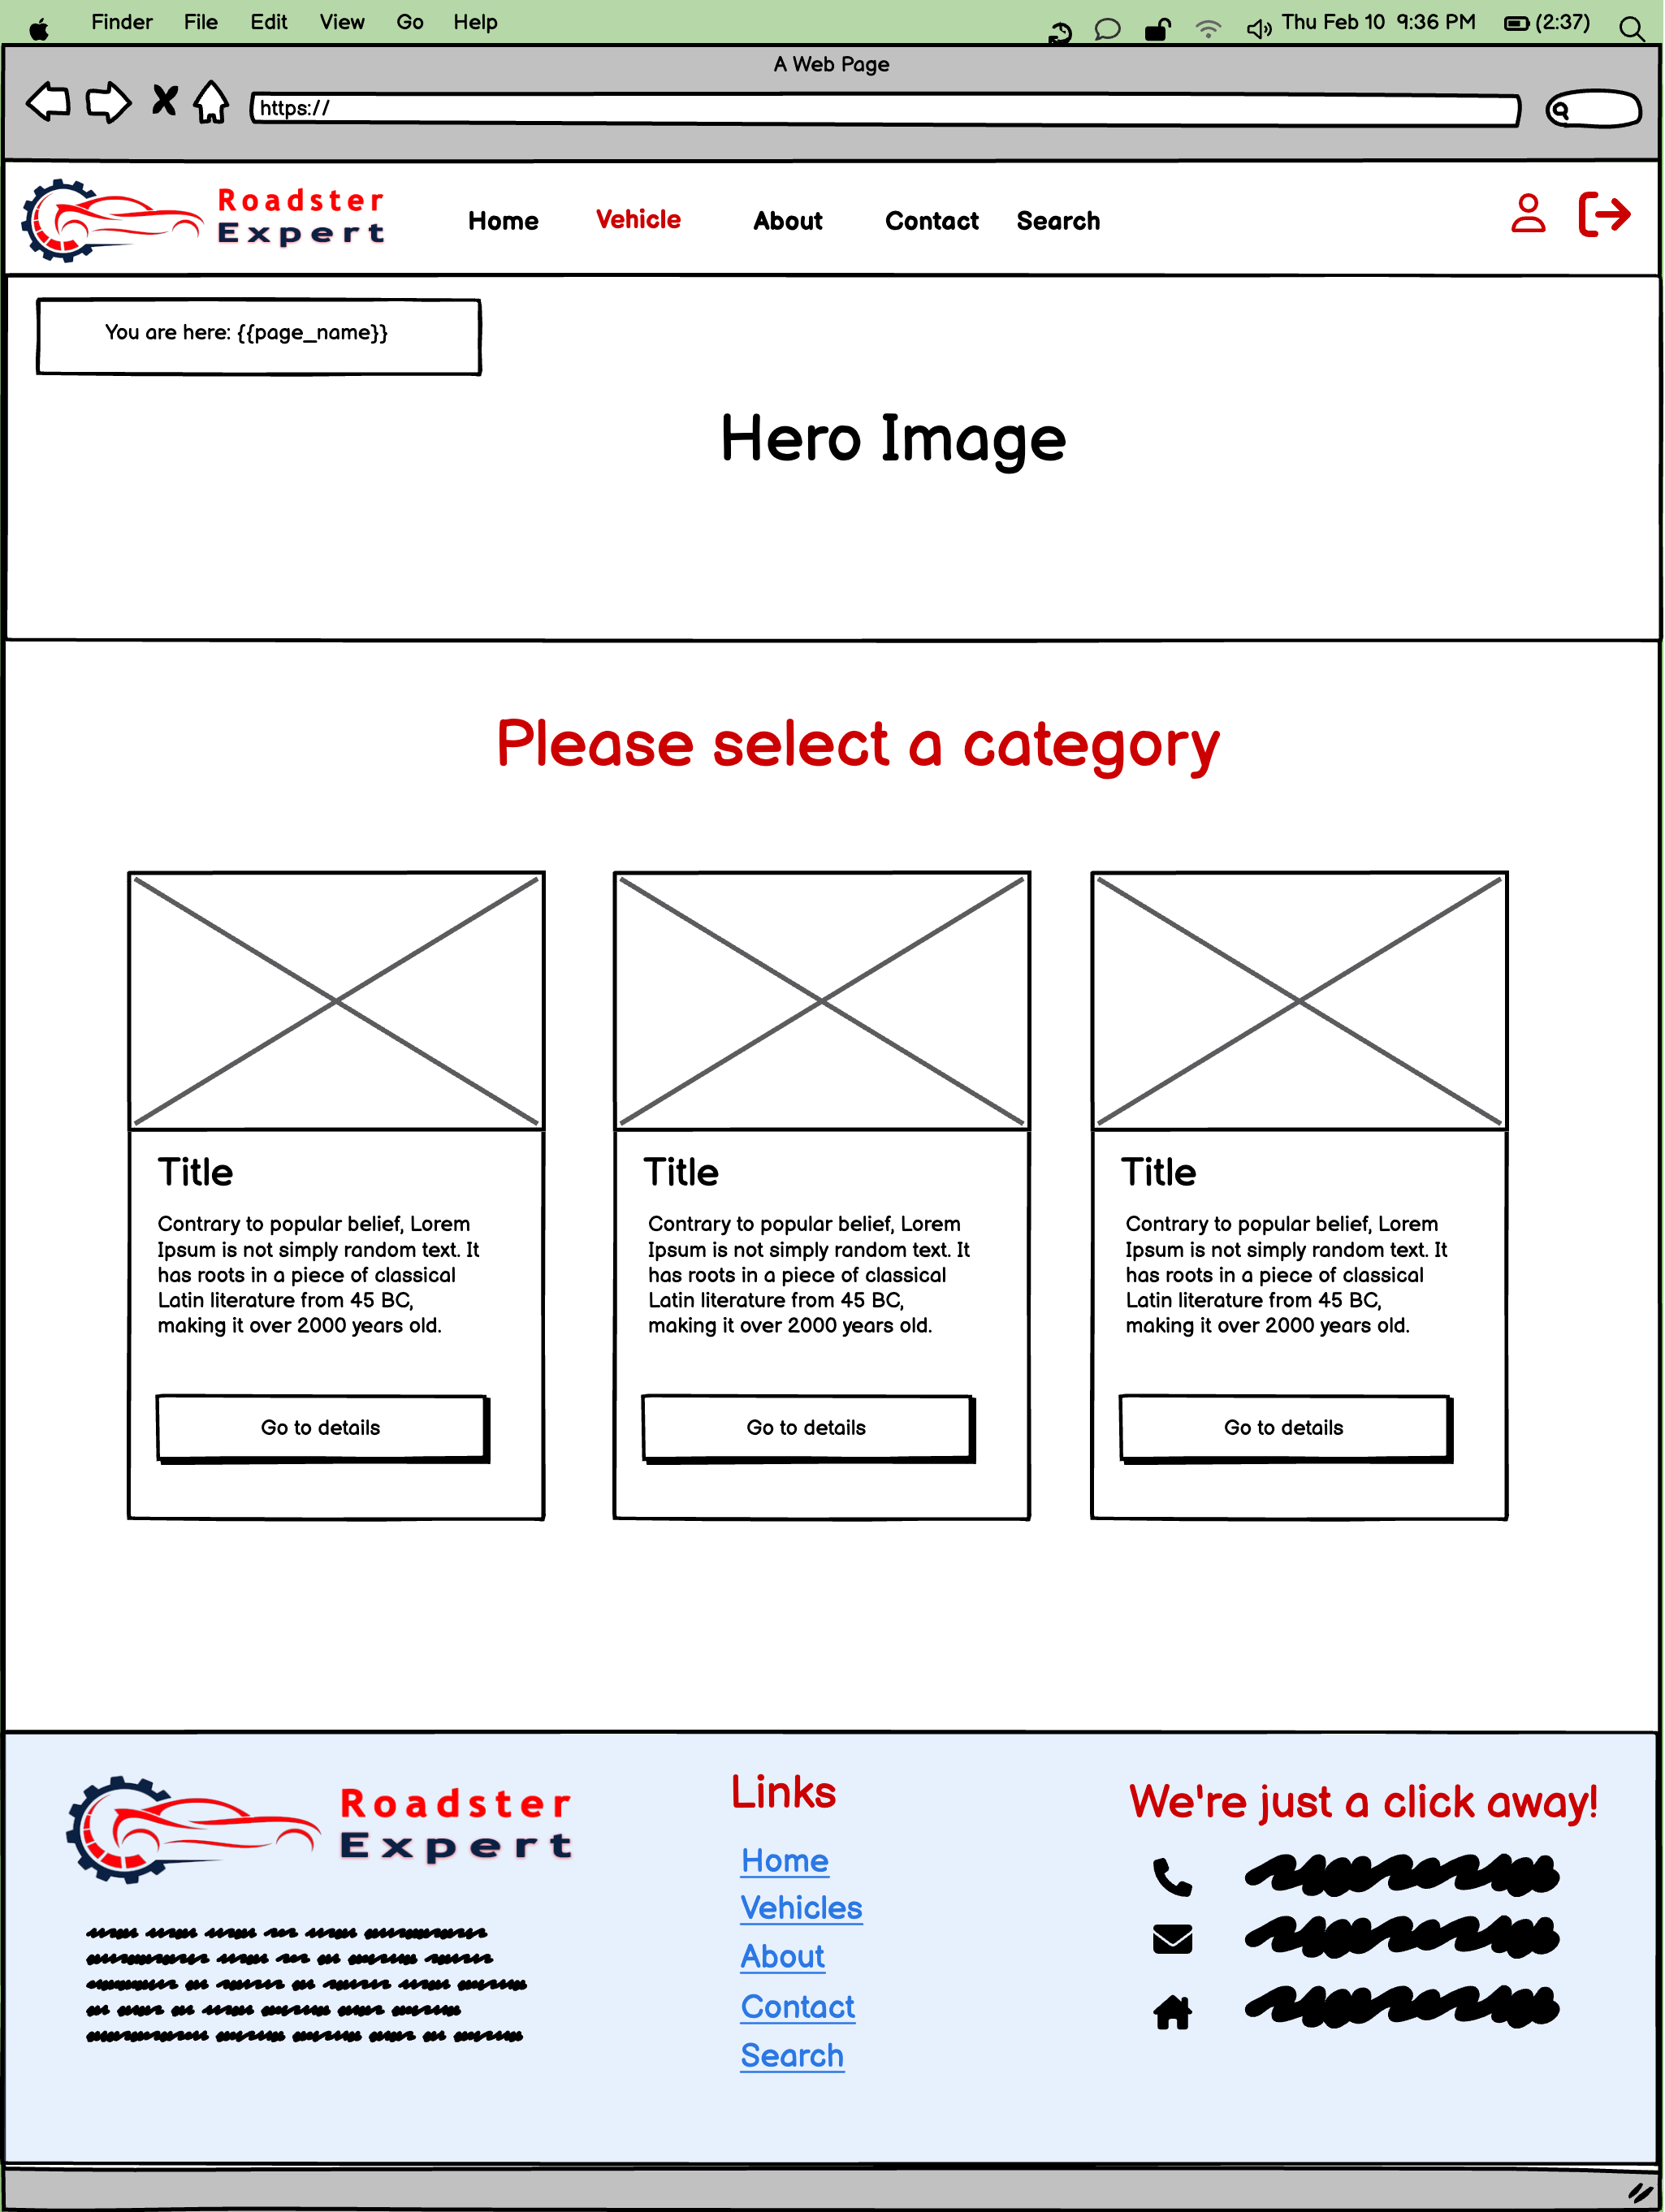 Finder File Edit View Go Help Thu Feb 10 9:36 PM (2:37)
A Web Page
https://
Roadster
Expert
Home Vehicle About Contact Search
You are here: {{page_name}}
Hero Image
Please select a category
Title
Contrary to popular belief, Lorem
Ipsum is not simply random text. It
has roots in a piece of classical
Latin literature from 45 BC,
making it over 2000 years old.
Go to details
Title
Contrary to popular belief, Lorem
Ipsum is not simply random text. It
has roots in a piece of classical
Latin literature from 45 BC,
making it over 2000 years old.
Go to details
Title
Contrary to popular belief, Lorem
Ipsum is not simply random text. It
has roots in a piece of classical
Latin literature from 45 BC,
making it over 2000 years old.
Go to details
Roadster
Expert
Links
Home
Vehicles
About
Contact
Search
We're just a click away!